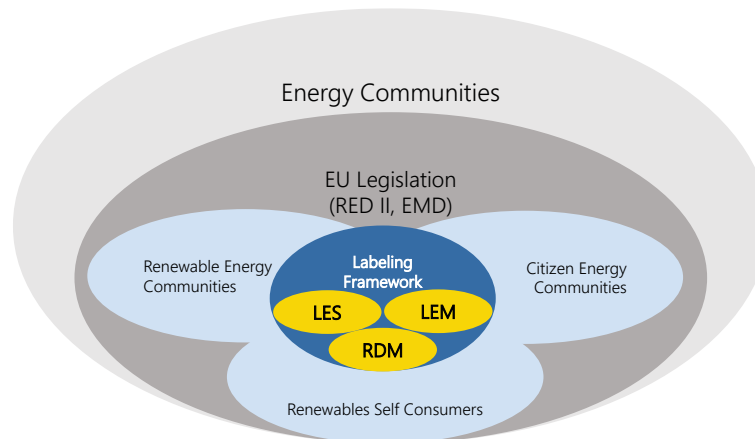 Energy Communities
EU Legislation
(RED II, EMD)
Labeling
Framework
Renewable Energy
Communities
Citizen Energy
Communities
LES
LEM
RDM
Renewables Self Consumers